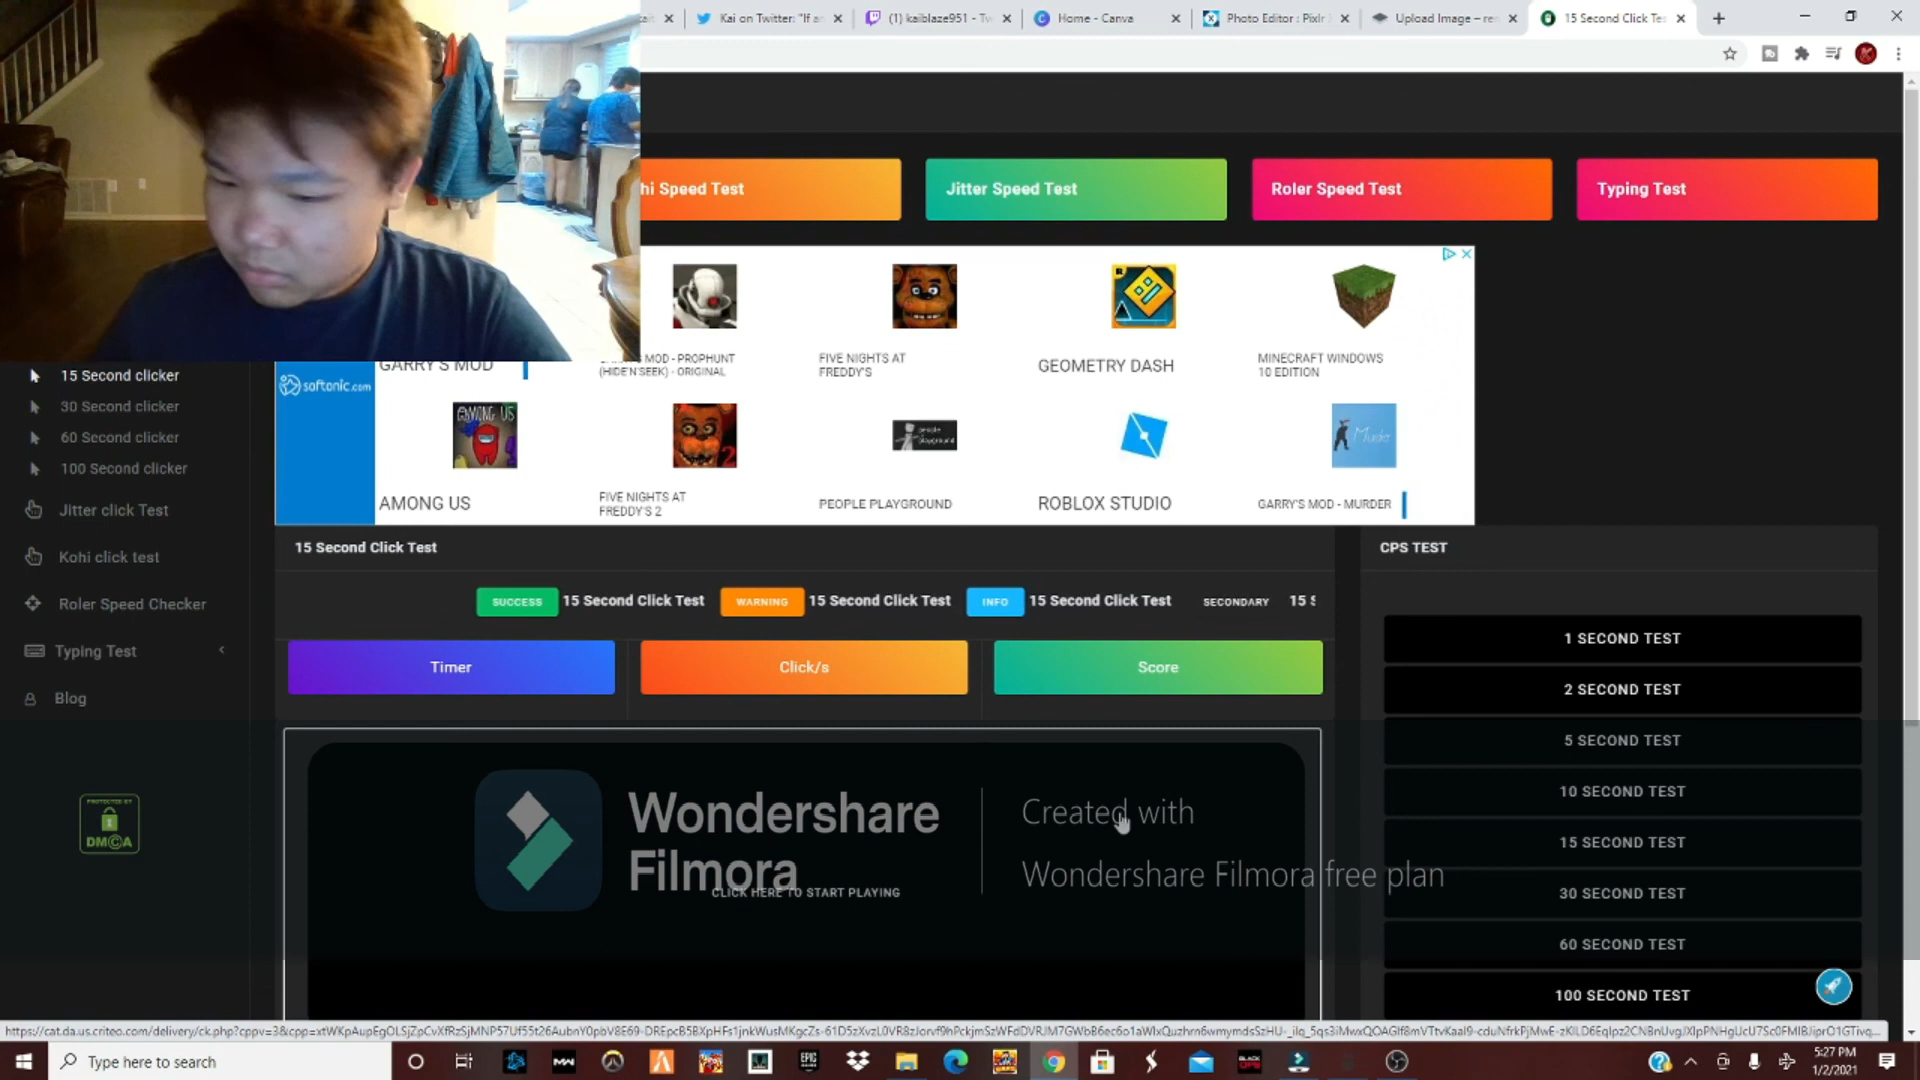 Kai on Twitter: "If a
(1) kaiblaze951 - Tw
Home - Canva
Photo Editor : Pixlr
Upload Image – re
15 Second Click Te
hi Speed Test
Jitter Speed Test
Roler Speed Test
Typing Test
GARRY'S MOD
MOD - PROPHUNT
(HIDE'N'SEEK) - ORIGINAL
FIVE NIGHTS AT
FREDDY'S
GEOMETRY DASH
MINECRAFT WINDOWS
10 EDITION
softonic.com
AMONG US
AMONG US
FIVE NIGHTS AT
FREDDY'S 2
people
playground
PEOPLE PLAYGROUND
ROBLOX STUDIO
Murder
GARRY'S MOD - MURDER
15 Second clicker
30 Second clicker
60 Second clicker
100 Second clicker
Jitter click Test
Kohi click test
Roler Speed Checker
Typing Test
Blog
PROTECTED BY
DMCA
15 Second Click Test
SUCCESS 15 Second Click Test WARNING 15 Second Click Test INFO 15 Second Click Test SECONDARY 15 S
Timer
Click/s
Score
CLICK HERE TO START PLAYING
Wondershare
Filmora
Created with
Wondershare Filmora free plan
CPS TEST
1 SECOND TEST
2 SECOND TEST
5 SECOND TEST
10 SECOND TEST
15 SECOND TEST
30 SECOND TEST
60 SECOND TEST
100 SECOND TEST
Type here to search
5:27 PM
1/2/2021